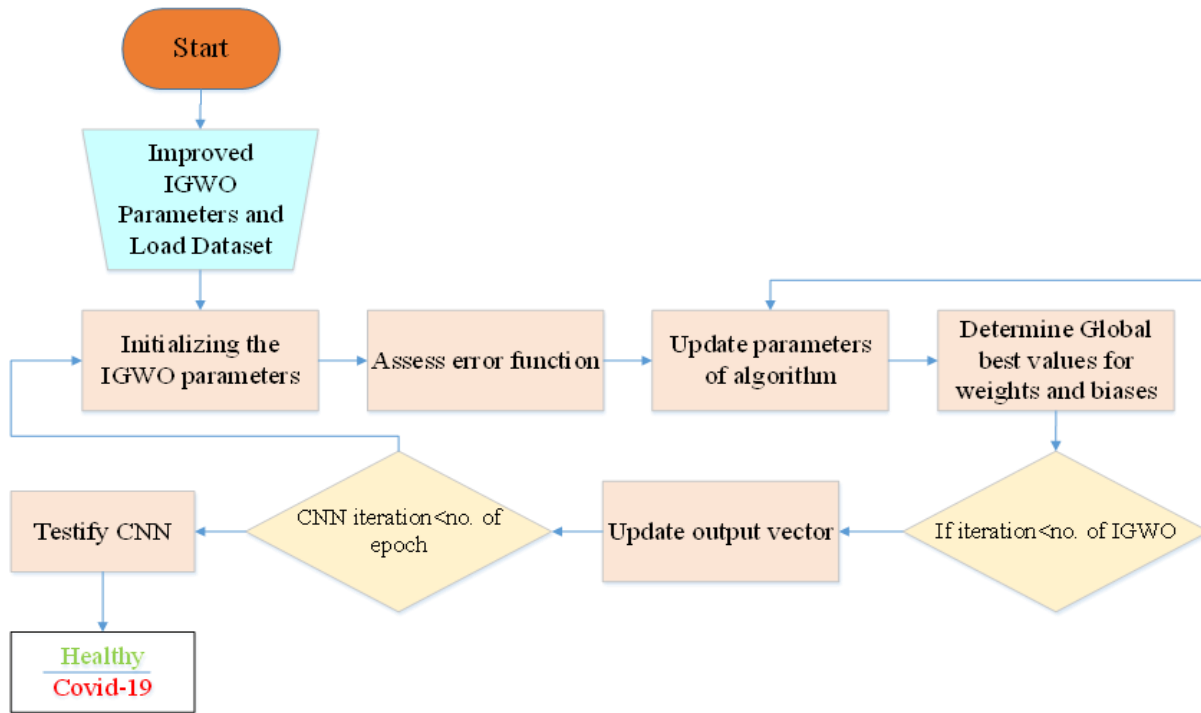 Start
Improved
IGWO
Parameters and
Load Dataset
Initializing the
IGWO parameters
Assess error function
Update parameters
of algorithm
Determine Global
best values for
weights and biases
If iteration<no. of IGWO
Update output vector
CNN iteration<no. of
epoch
Testify CNN
Healthy
Covid-19